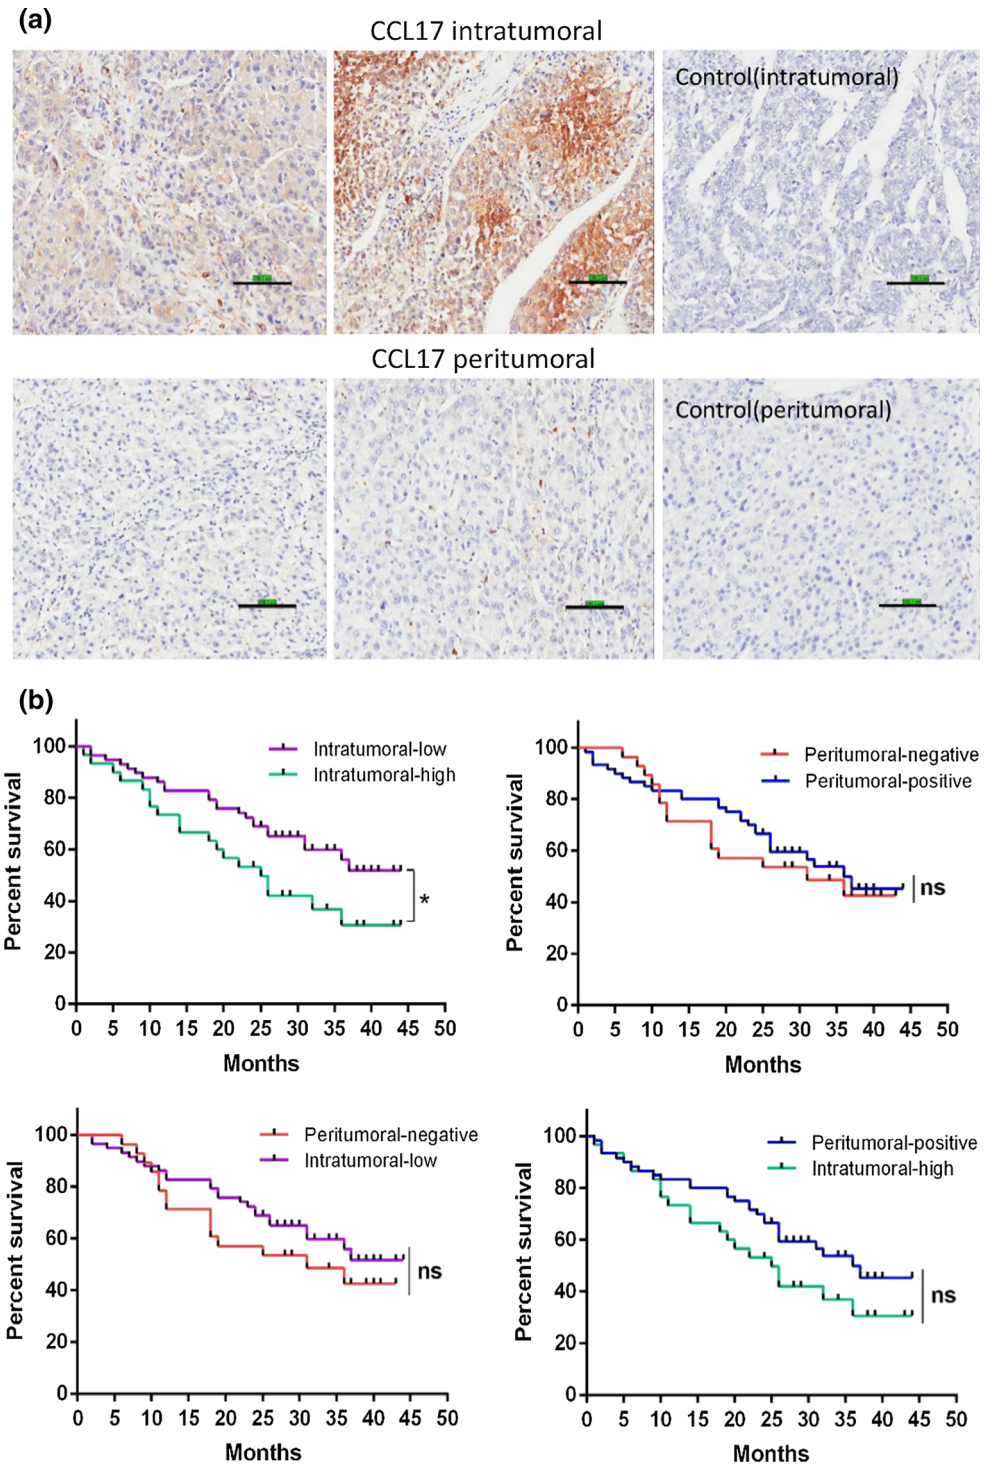 (a)
CCL17 intratumoral
Control(intratumoral)
CCL17 peritumoral
Control(peritumoral)
(b)
Percent survival
100
80
60
40
20
0
Intratumoral-low
Intratumoral-high
*
0 5 10 15 20 25 30 35 40 45 50
Months
Percent survival
100
80
60
40
20
0
Peritumoral-negative
Peritumoral-positive
ns
0 5 10 15 20 25 30 35 40 45 50
Months
Percent survival
100
80
60
40
20
0
Peritumoral-negative
Intratumoral-low
ns
0 5 10 15 20 25 30 35 40 45 50
Months
Percent survival
100
80
60
40
20
0
Peritumoral-positive
Intratumoral-high
ns
0 5 10 15 20 25 30 35 40 45 50
Months